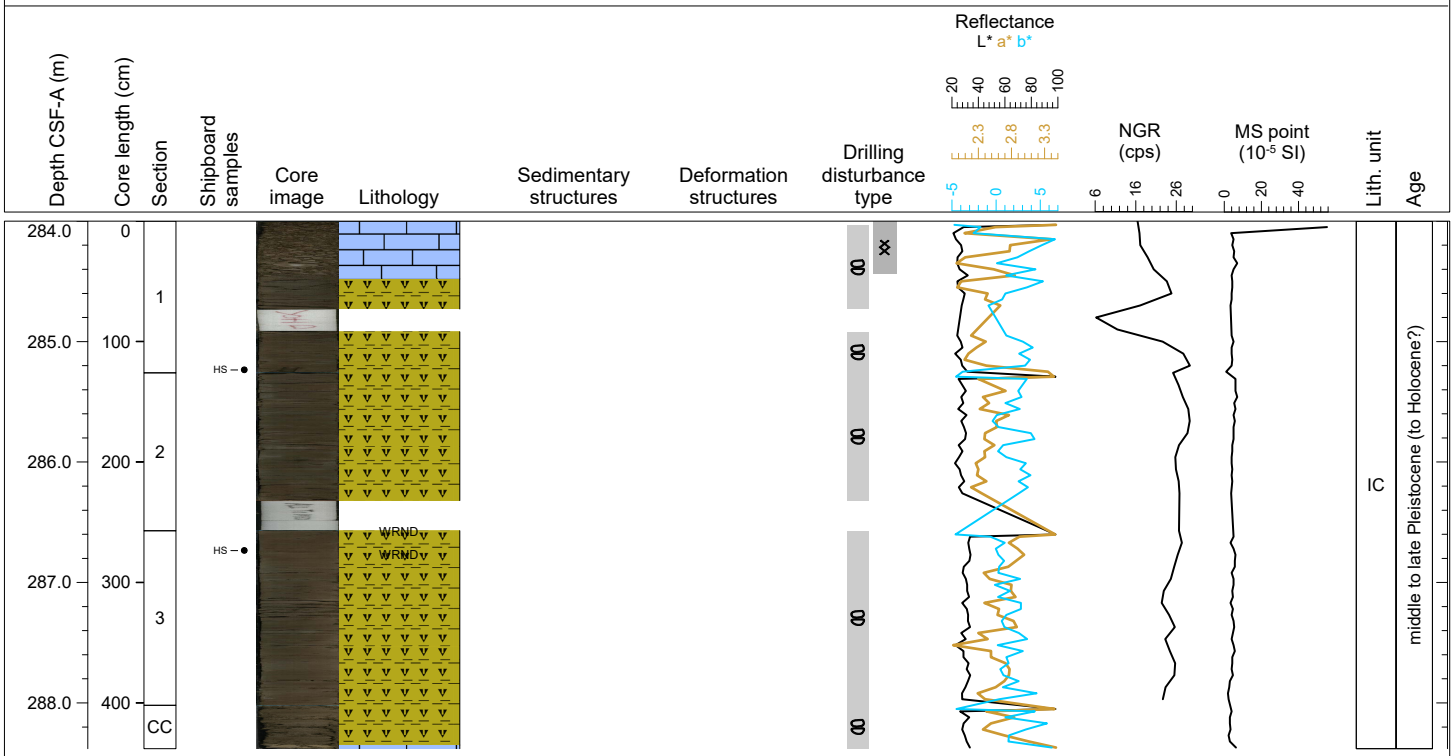 Depth CSF-A (m)
Core length (cm)
Section
Shipboard
samples
Core
image
Lithology
Sedimentary
structures
Deformation
structures
Drilling
disturbance
type
Reflectance
L* a* b*
20 40 60 80 100
2.3 2.8 3.3
-5 0 5
NGR
(cps)
6 16 26
MS point
(10-5 SI)
0 20 40
Lith. unit
Age
284.0 0
1
285.0 100
HS
2
286.0 200
IC
WRND
HS
WRND
287.0 300
3
288.0 400
CC
middle to late Pleistocene (to Holocene?)